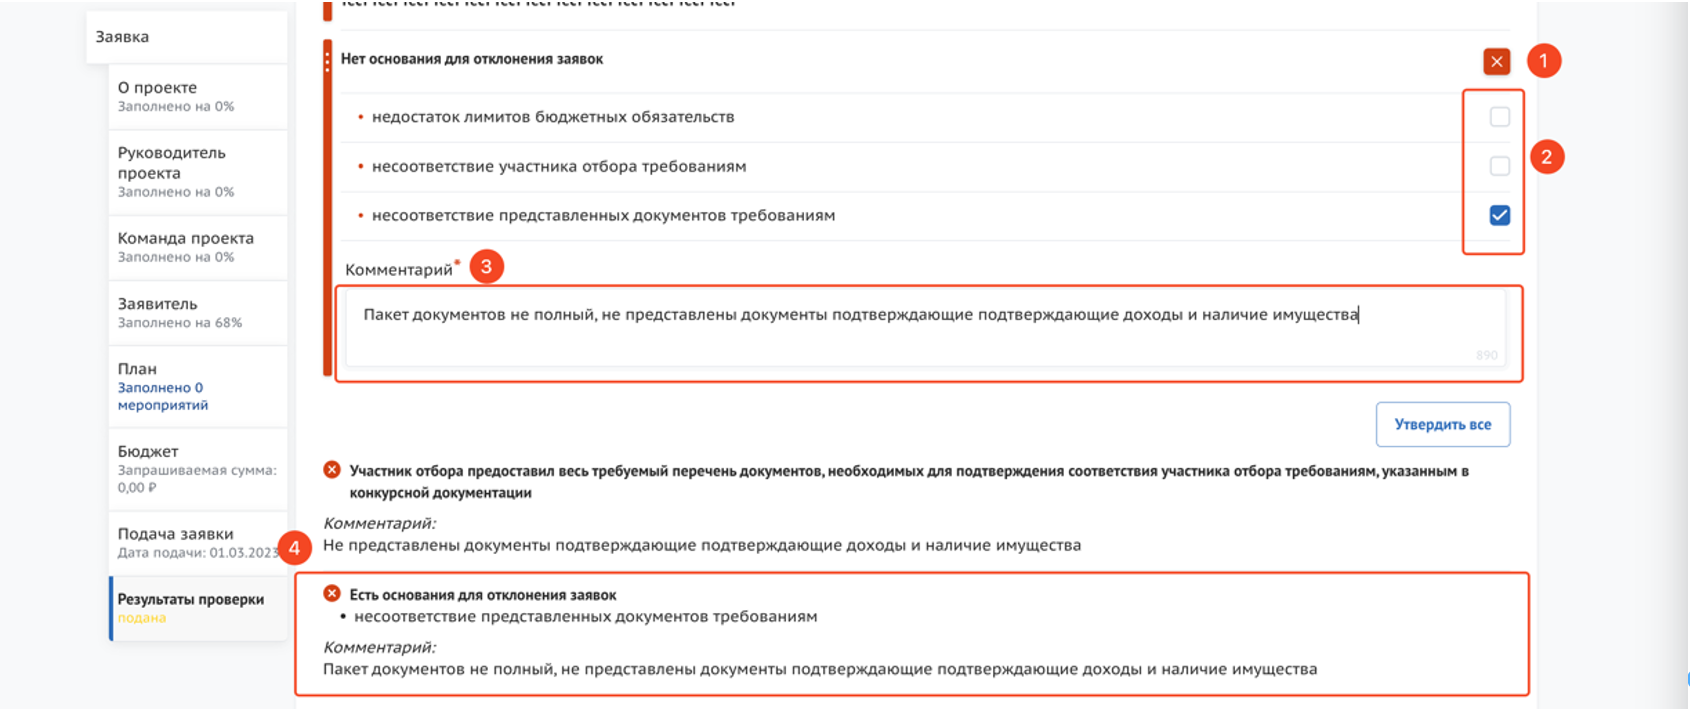 Заявка
О проекте
Заполнено на 0%
Руководитель
проекта
Заполнено на 0%
Команда проекта
Заполнено на 0%
Заявитель
Заполнено на 68%
План
Заполнено 0
мероприятий
Бюджет
Запрашиваемая сумма:
0,00 ₽
Подача заявки
Дата подачи: 01.03.2023
Результаты проверки
подана
Нет основания для отклонения заявок
1
• недостаток лимитов бюджетных обязательств
• несоответствие участника отбора требованиям
2
• несоответствие представленных документов требованиям
Комментарий*
3
Пакет документов не полный, не представлены документы подтверждающие подтверждающие доходы и наличие имущества
890
Утвердить все
Участник отбора предоставил весь требуемый перечень документов, необходимых для подтверждения соответствия участника отбора требованиям, указанным в
конкурсной документации
Комментарий:
Не представлены документы подтверждающие подтверждающие доходы и наличие имущества
4
Есть основания для отклонения заявок
• несоответствие представленных документов требованиям
Комментарий:
Пакет документов не полный, не представлены документы подтверждающие подтверждающие доходы и наличие имущества